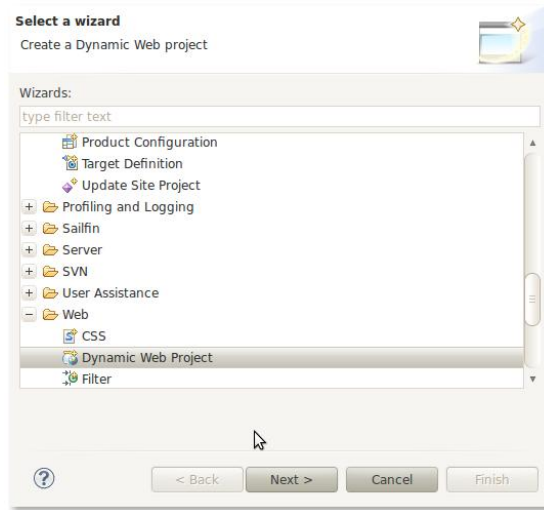 Select a wizard
Create a Dynamic Web project
Wizards:
type filter text
Product Configuration
Target Definition
Update Site Project
Profiling and Logging
Sailfin
Server
SVN
User Assistance
Web
CSS
Dynamic Web Project
Filter
? < Back Next > Cancel Finish